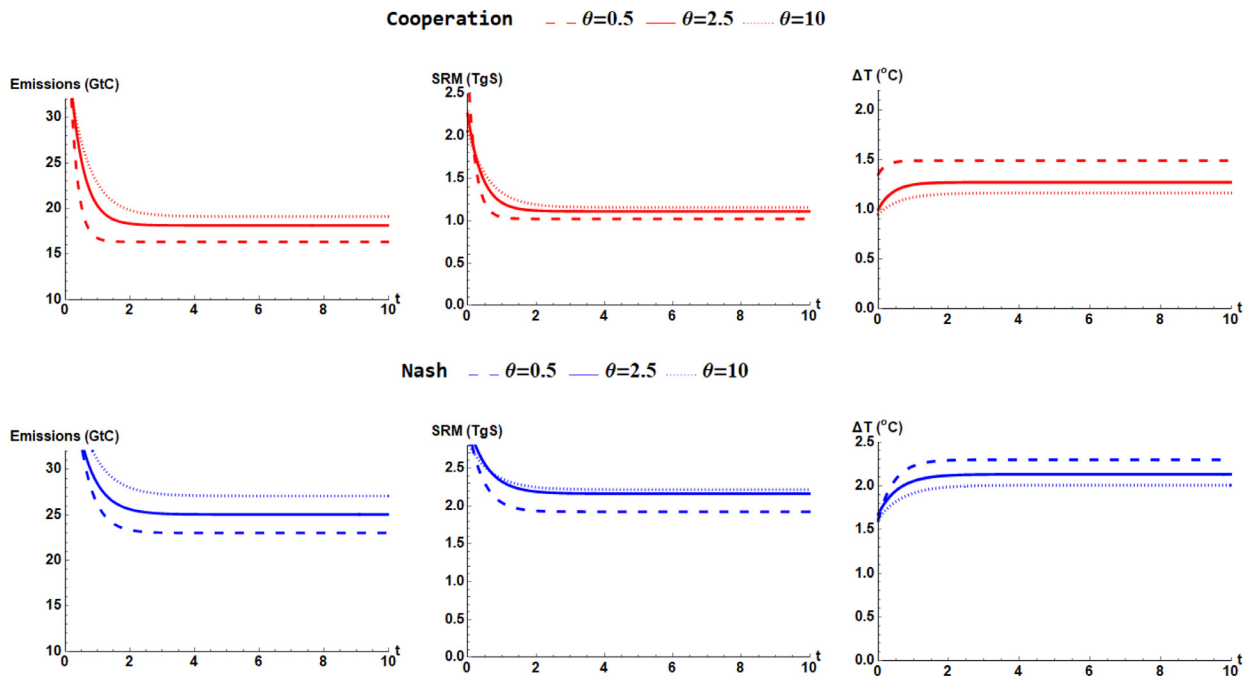 Cooperation θ=0.5 θ=2.5 θ=10
Emissions (GtC)
30
25
20
15
10
0 2 4 6 8 10
t
SRM (TgS)
2.5
2.0
1.5
1.0
0.5
0.0
0 2 4 6 8 10
t
ΔT (°C)
2.0
1.5
1.0
0.5
0.0
0 2 4 6 8 10
t
Nash θ=0.5 θ=2.5 θ=10
Emissions (GtC)
30
25
20
15
10
0 2 4 6 8 10
t
SRM (TgS)
2.5
2.0
1.5
1.0
0.5
0.0
0 2 4 6 8 10
t
ΔT (°C)
2.5
2.0
1.5
1.0
0.5
0.0
0 2 4 6 8 10
t